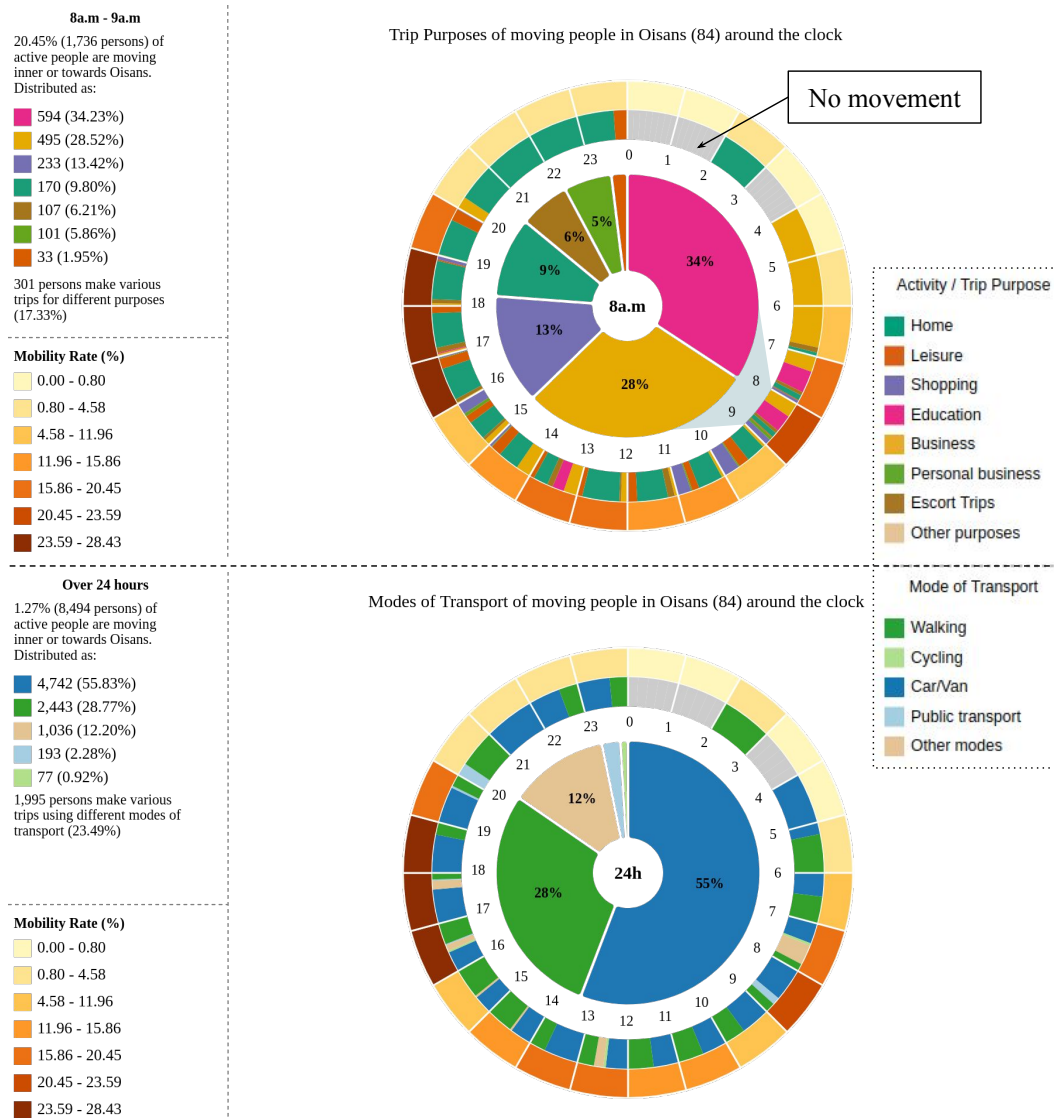 8a.m - 9a.m
20.45% (1,736 persons) of
active people are moving
inner or towards Oisans.
Distributed as:
594 (34.23%)
495 (28.52%)
233 (13.42%)
170 (9.80%)
107 (6.21%)
101 (5.86%)
33 (1.95%)
301 persons make various
trips for different purposes
(17.33%)
Mobility Rate (%)
0.00 - 0.80
0.80 - 4.58
4.58 - 11.96
11.96 - 15.86
15.86 - 20.45
20.45 - 23.59
23.59 - 28.43
Trip Purposes of moving people in Oisans (84) around the clock
No movement
0
1
2
3
4
5
6
7
8
9
10
11
12
13
14
15
16
17
18
19
20
21
22
23
34%
28%
13%
9%
6%
5%
8a.m
Activity / Trip Purpose
Home
Leisure
Shopping
Education
Business
Personal business
Escort Trips
Other purposes
Over 24 hours
1.27% (8,494 persons) of
active people are moving
inner or towards Oisans.
Distributed as:
4,742 (55.83%)
2,443 (28.77%)
1,036 (12.20%)
193 (2.28%)
77 (0.92%)
1,995 persons make various
trips using different modes of
transport (23.49%)
Mobility Rate (%)
0.00 - 0.80
0.80 - 4.58
4.58 - 11.96
11.96 - 15.86
15.86 - 20.45
20.45 - 23.59
23.59 - 28.43
Modes of Transport of moving people in Oisans (84) around the clock
0
1
2
3
4
5
6
7
8
9
10
11
12
13
14
15
16
17
18
19
20
21
22
23
55%
28%
12%
24h
Mode of Transport
Walking
Cycling
Car/Van
Public transport
Other modes